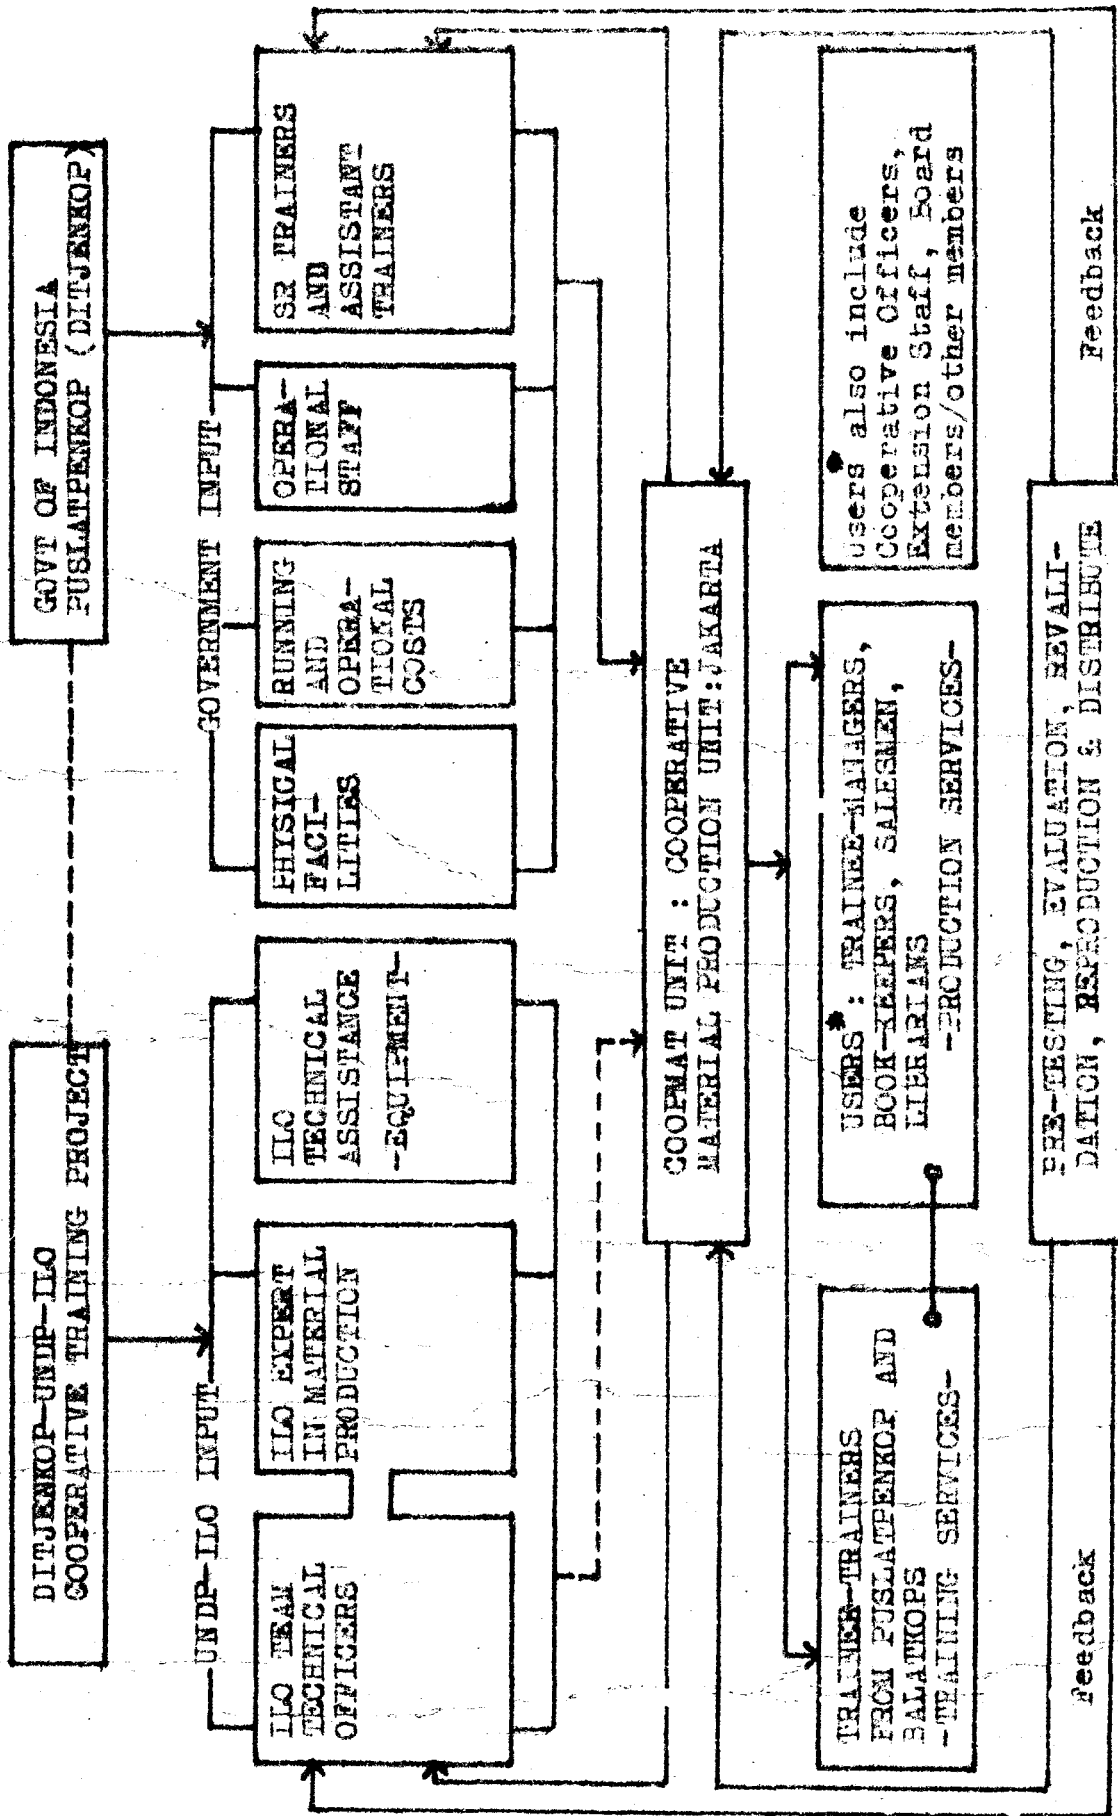 DITJENKOP-UNDP-ILO
COOPERATIVE TRAINING PROJECT
GOVT OF INDONESIA
PUSLATPENKOP (DITJENKOP)
UNDP-ILO INPUT
GOVERNMENT INPUT
ILO TEAM
TECHNICAL
OFFICERS
ILO EXPERT
IN MATERIAL
PRODUCTION
ILO
TECHNICAL
ASSISTANCE
-EQUIPMENT-
PHYSICAL
FACI-
LITIES
RUNNING
AND
OPERA-
TIONAL
COSTS
OPERA-
TIONAL
STAFF
SR TRAINERS
AND
ASSISTANT
TRAINERS
COOPMAT UNIT : COOPERATIVE
MATERIAL PRODUCTION UNIT:JAKARTA
TRAINER-TRAINERS
FROM PUSLATPENKOP AND
BALATKOPS
-TRAINING SERVICES-
USERS* : TRAINEE-MANAGERS,
BOOK-KEEPERS, SALESMEN,
LIBRARIANS
-PRODUCTION SERVICES-
*Users also include
Cooperative Officers,
Extension Staff, Board
members/other members
Feedback
PRE-TESTING, EVALUATION, REVALI-
DATION, REPRODUCTION & DISTRIBUTE
Feedback